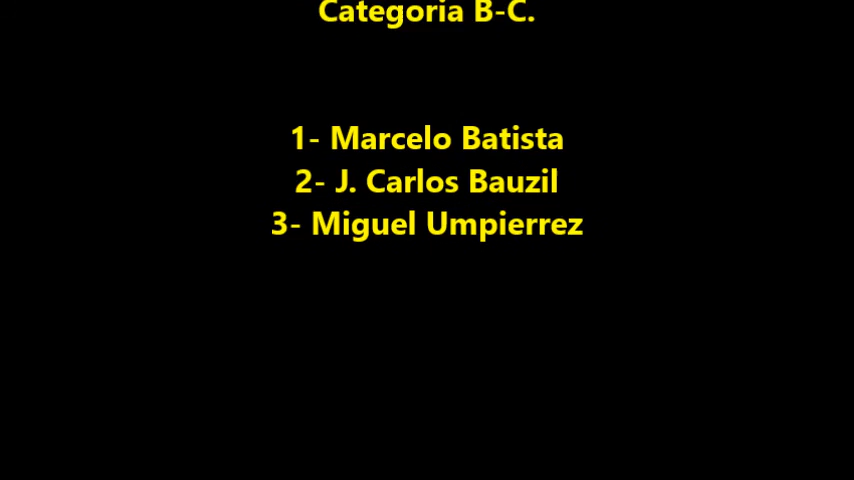 Categoria B-C.
1- Marcelo Batista
2- J. Carlos Bauzil
3- Miguel Umpierrez